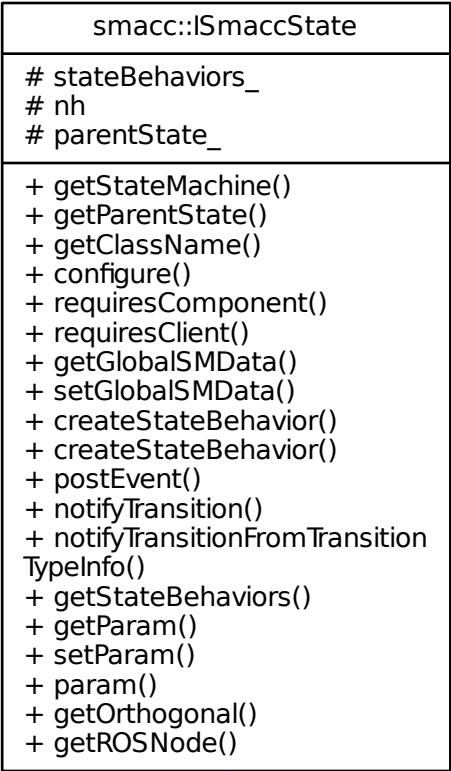 smacc::ISmaccState
# stateBehaviors_
# nh
# parentState_
+ getStateMachine()
+ getParentState()
+ getClassName()
+ configure()
+ requiresComponent()
+ requiresClient()
+ getGlobalSMData()
+ setGlobalSMData()
+ createStateBehavior()
+ createStateBehavior()
+ postEvent()
+ notifyTransition()
+ notifyTransitionFromTransition
TypeInfo()
+ getStateBehaviors()
+ getParam()
+ setParam()
+ param()
+ getOrthogonal()
+ getROSNode()